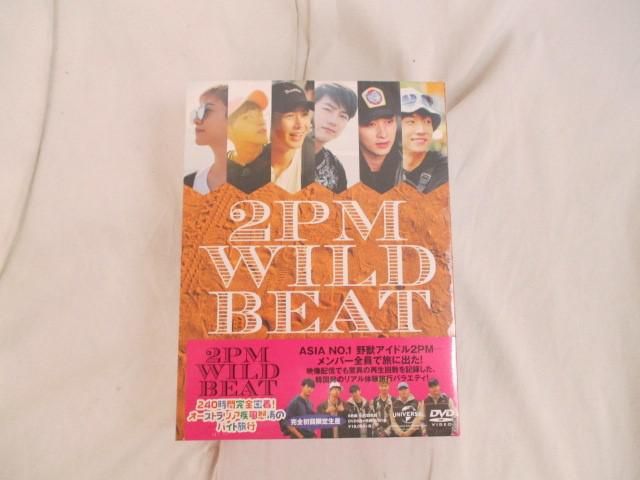 2PM
WILD
BEAT
2PM
WILD
BEAT
240時間完全密着!
オーストラリア疾風怒濤の
バイト旅行
ASIA NO.1 野獣アイドル2PM
メンバー全員で旅に出た!
映像配信でも驚異の再生回数を記録した、
韓国発のリアル体験旅行バラエティ!
完全初回限定生産
UNIVERSAL
DVD
VIDEO